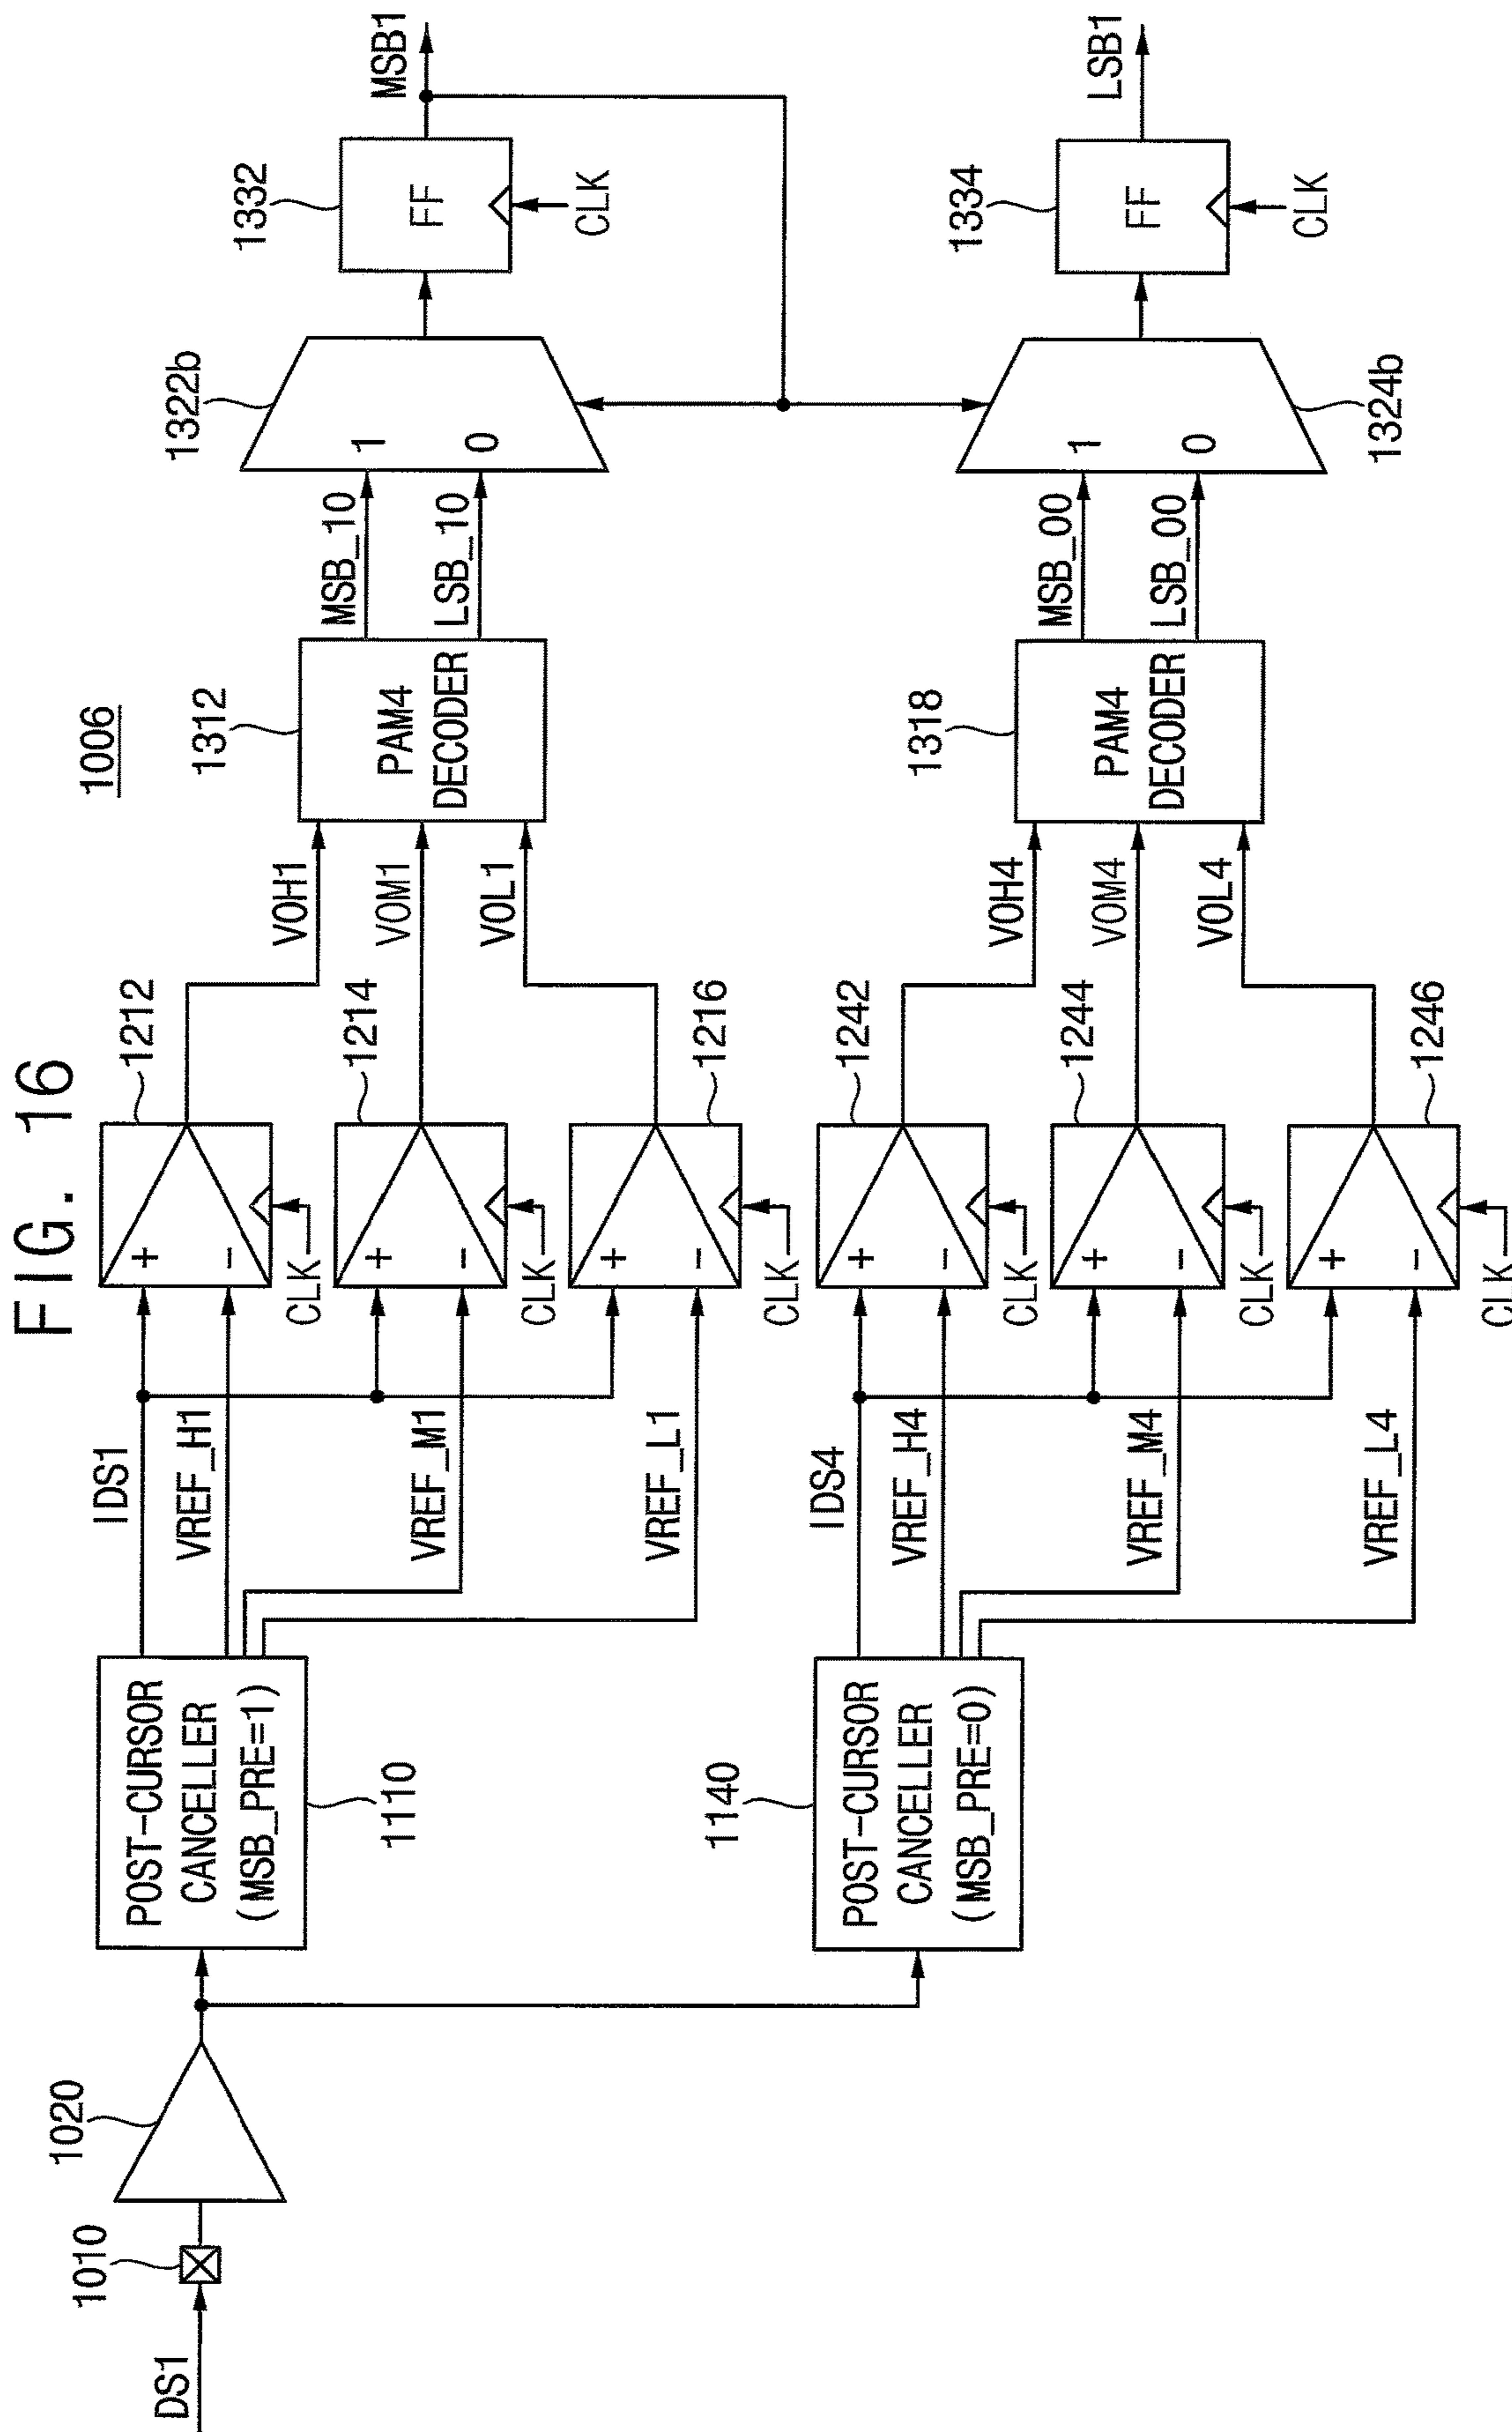 FIG. 16
1006
DS1
1010
1020
POST-CURSOR
CANCELLER
(MSB_PRE=1)
1110
IDS1
VREF_H1
VREF_M1
VREF_L1
+
-
CLK
1212
+
-
CLK
1214
+
-
CLK
1216
VOH1
VOM1
VOL1
1312
PAM4
DECODER
MSB_10
LSB_10
1322b
1
0
1332
FF
CLK
MSB1
POST-CURSOR
CANCELLER
(MSB_PRE=0)
1140
IDS4
VREF_H4
VREF_M4
VREF_L4
+
-
CLK
1242
+
-
CLK
1244
+
-
CLK
1246
VOH4
VOM4
VOL4
1318
PAM4
DECODER
MSB_00
LSB_00
1324b
1
0
1334
FF
CLK
LSB1